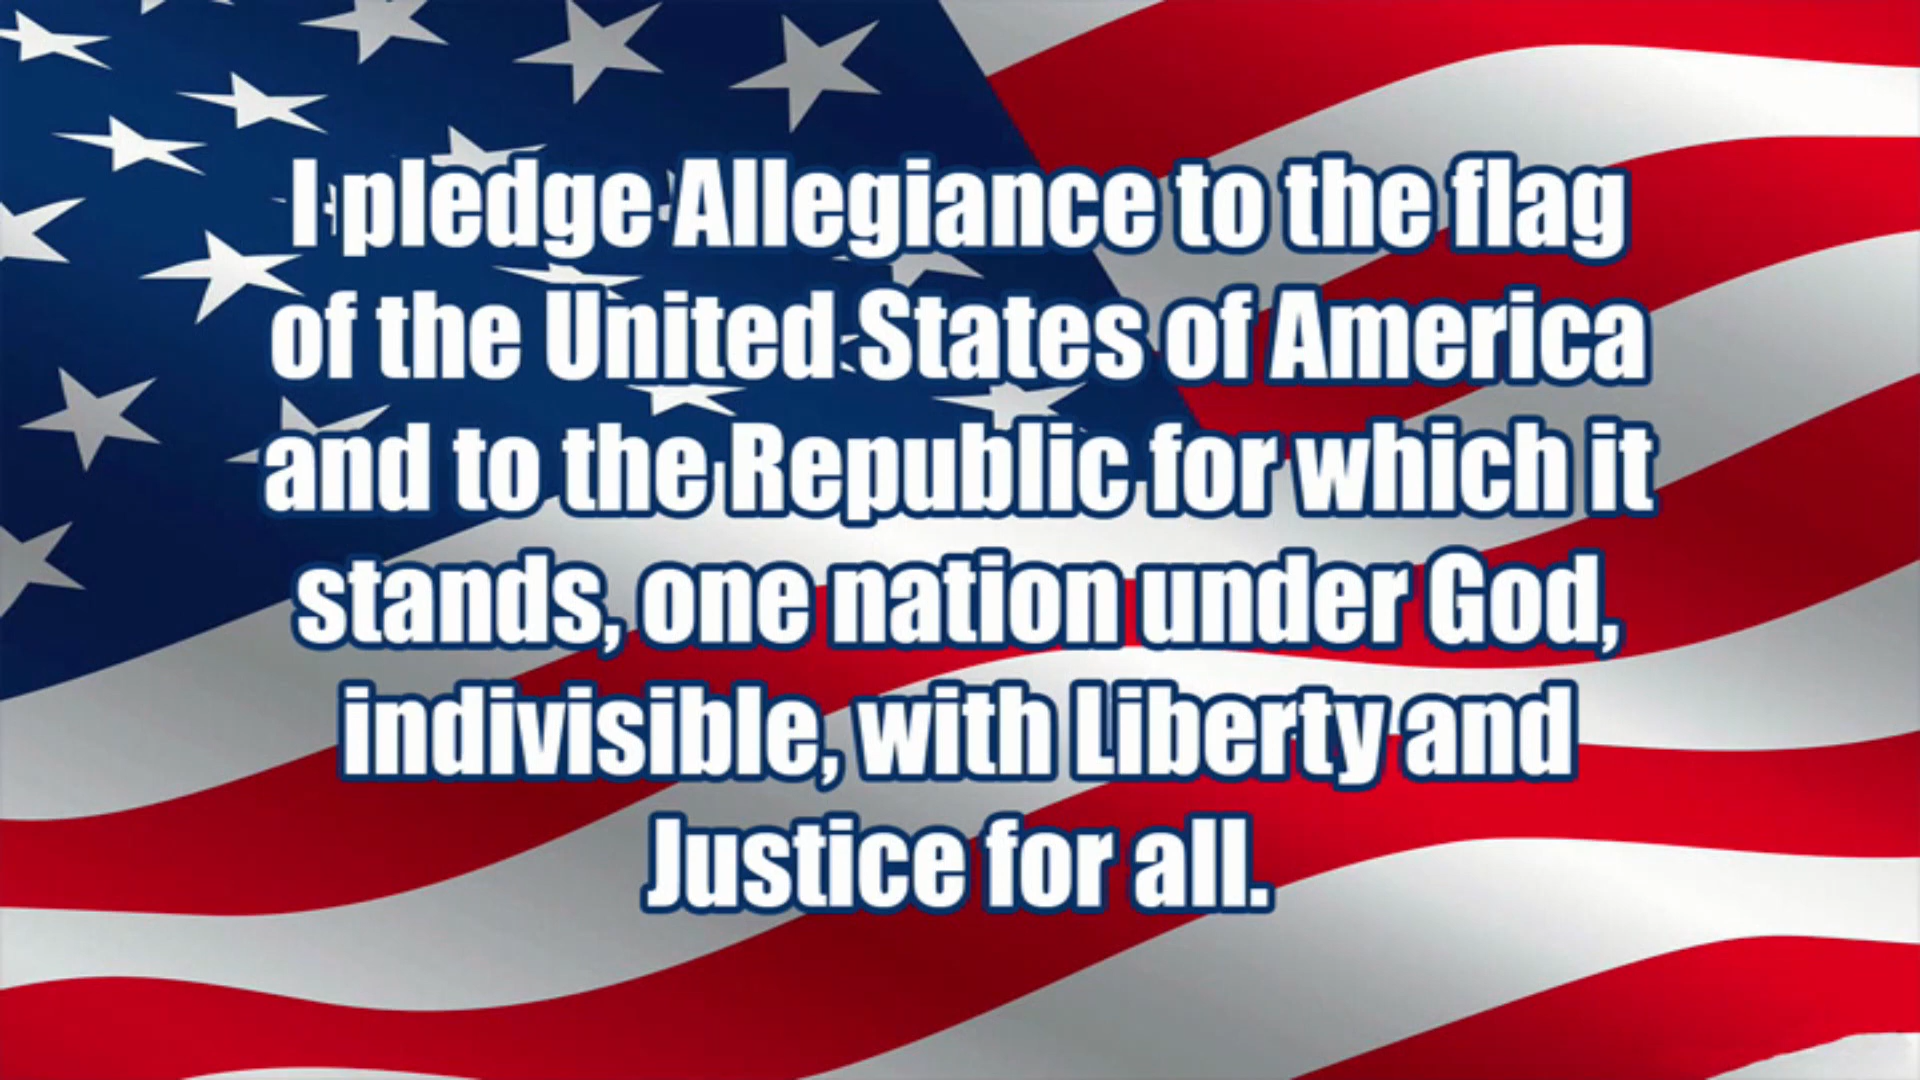 I pledge Allegiance to the flag
of the United States of America
and to the Republic for which it
stands, one nation under God,
indivisible, with Liberty and
Justice for all.